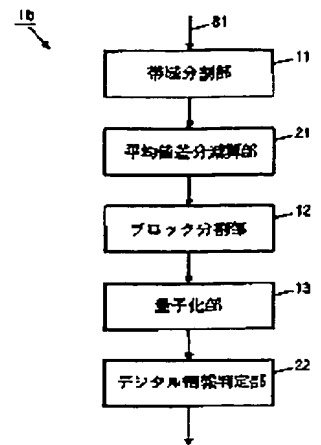 1b
81
11
帯域分割部
21
平均値差分減算部
12
ブロック分割部
13
量子化部
22
デジタル情報判定部